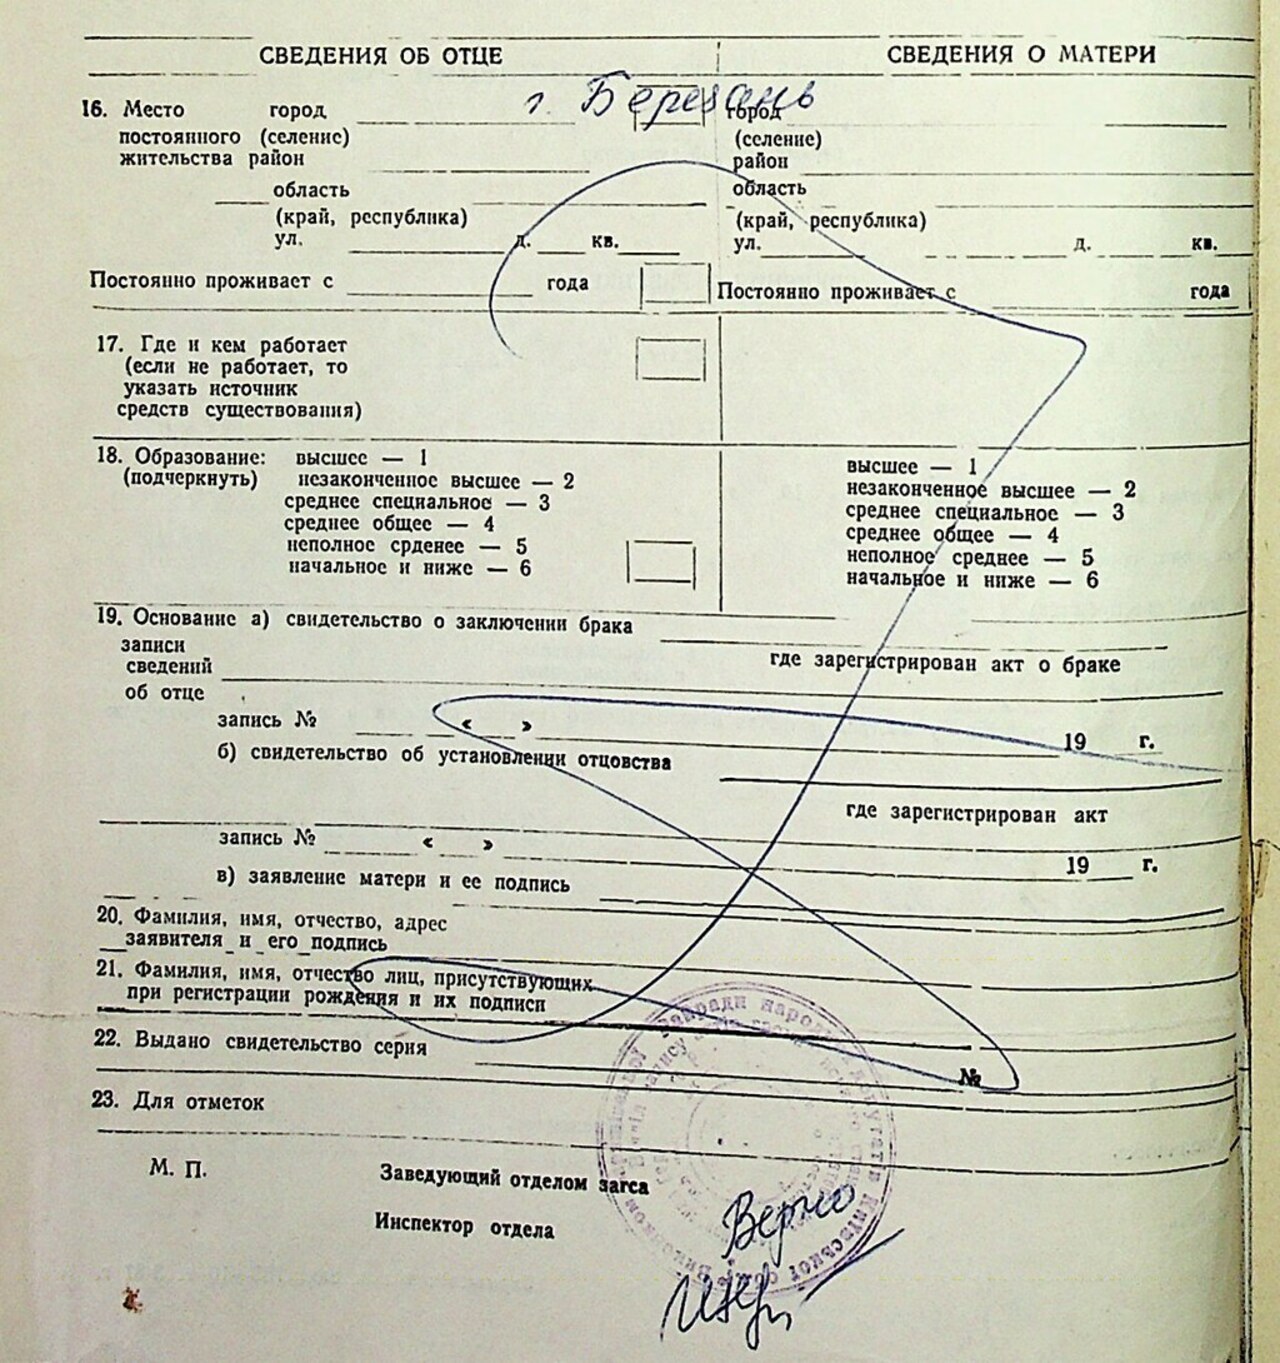 СВЕДЕНИЯ ОБ ОТЦЕ СВЕДЕНИЯ О МАТЕРИ
г. Березань
16. Место город город
постоянного (селение) (селение)
жительства район район
область область
(край, республика) (край, республика)
ул. д. кв. ул. д. кв.
Постоянно проживает с года Постоянно проживает с года
17. Где и кем работает
(если не работает, то
указать источник
средств существования)
18. Образование: высшее — 1 высшее — 1
(подчеркнуть) незаконченное высшее — 2 незаконченное высшее — 2
среднее специальное — 3 среднее специальное — 3
среднее общее — 4 среднее общее — 4
неполное срденее — 5 неполное среднее — 5
начальное и ниже — 6 начальное и ниже — 6
19. Основание а) свидетельство о заключении брака
записи
сведений где зарегистрирован акт о браке
об отце
запись № « » 19 г.
б) свидетельство об установлении отцовства
где зарегистрирован акт
запись № « » 19 г.
в) заявление матери и ее подпись
20. Фамилия, имя, отчество, адрес
заявителя и его подпись
21. Фамилия, имя, отчество лиц, присутствующих
при регистрации рождения и их подписи
22. Выдано свидетельство серия №
23. Для отметок
М. П. Заведующий отделом загса
Верно
Инспектор отдела